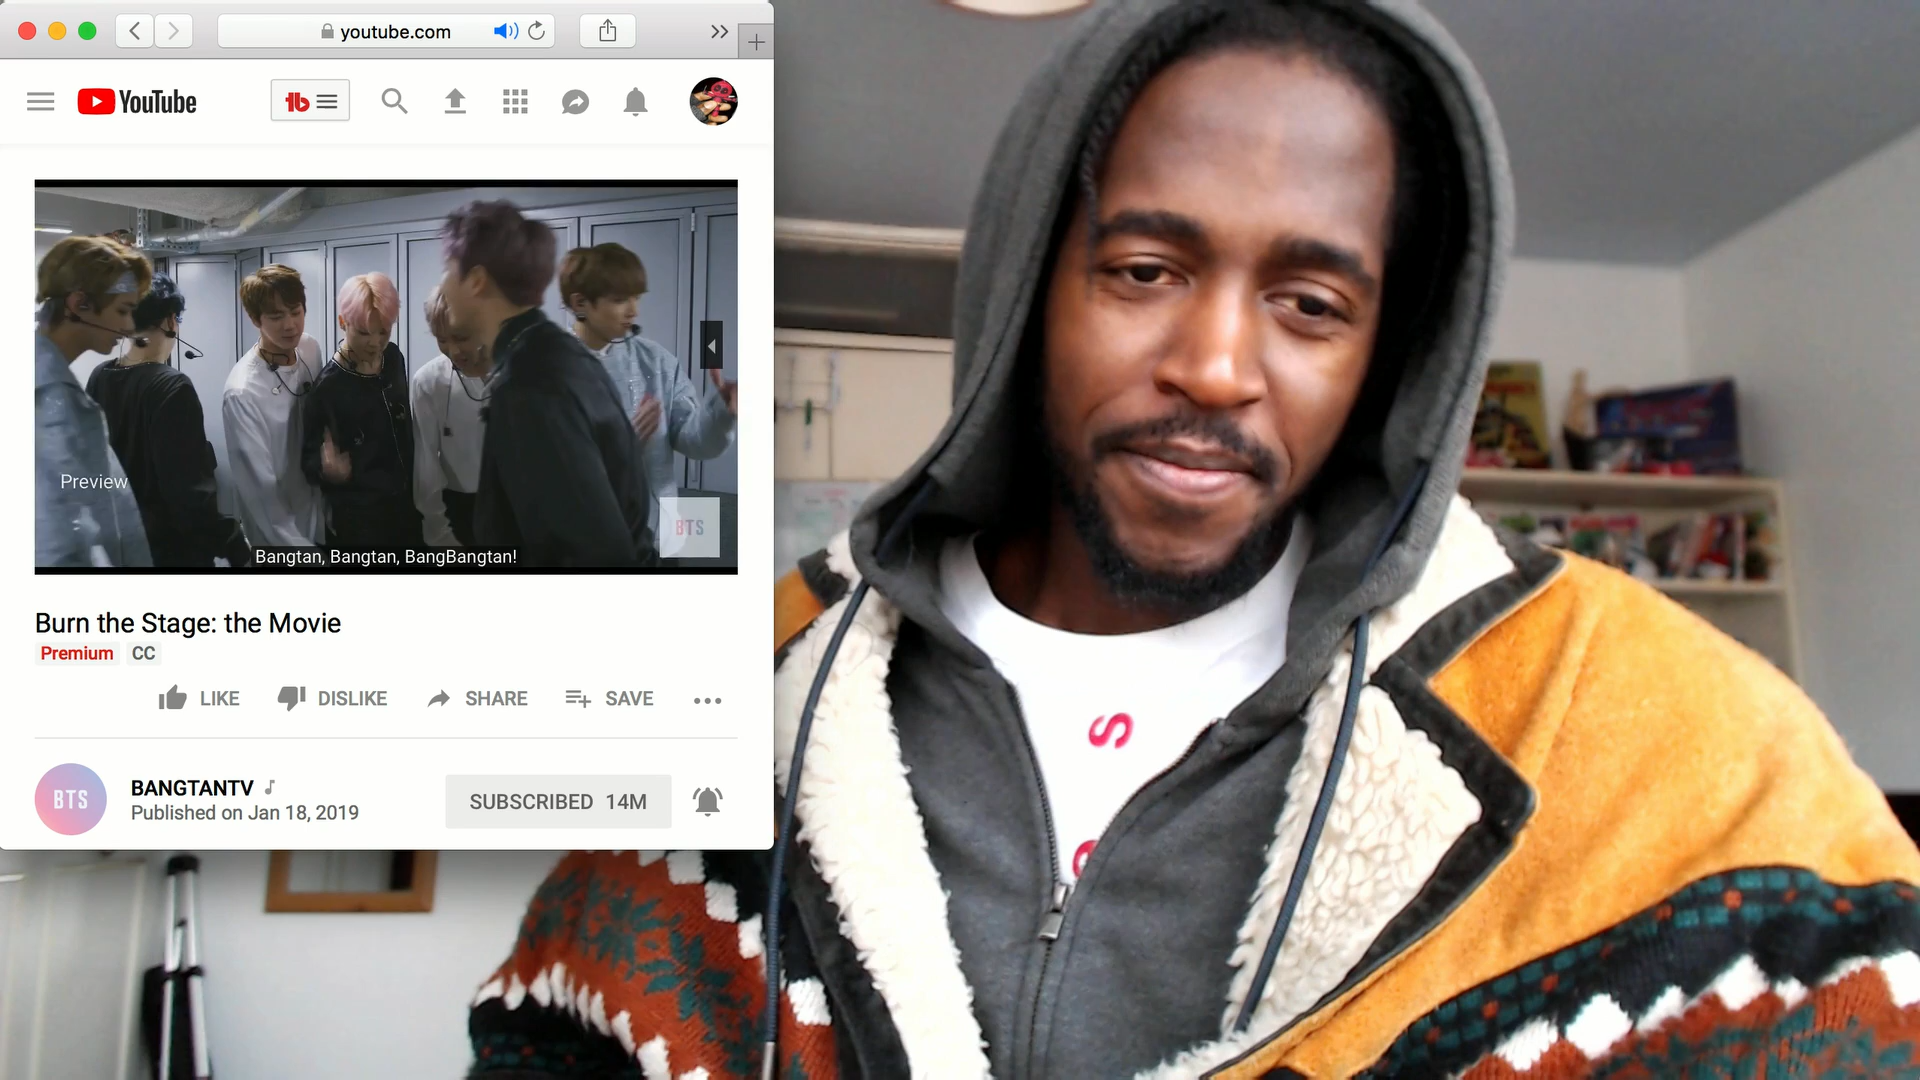 youtube.com
YouTube
Preview
BTS
Bangtan, Bangtan, BangBangtan!
Burn the Stage: the Movie
Premium CC
LIKE DISLIKE SHARE SAVE
BTS
BANGTANTV
Published on Jan 18, 2019
SUBSCRIBED 14M
S